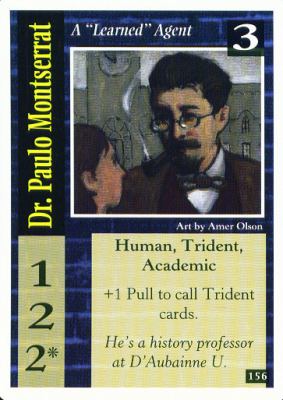 A "Learned" Agent
3
Dr. Paulo Montserrat
Art by Amer Olson
1
2
2*
Human, Trident,
Academic
+1 Pull to call Trident
cards.
He's a history professor
at D'Aubainne U.
156